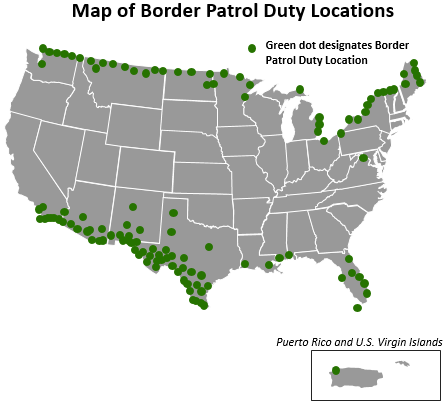 Map of Border Patrol Duty Locations
Green dot designates Border
Patrol Duty Location
Puerto Rico and U.S. Virgin Islands